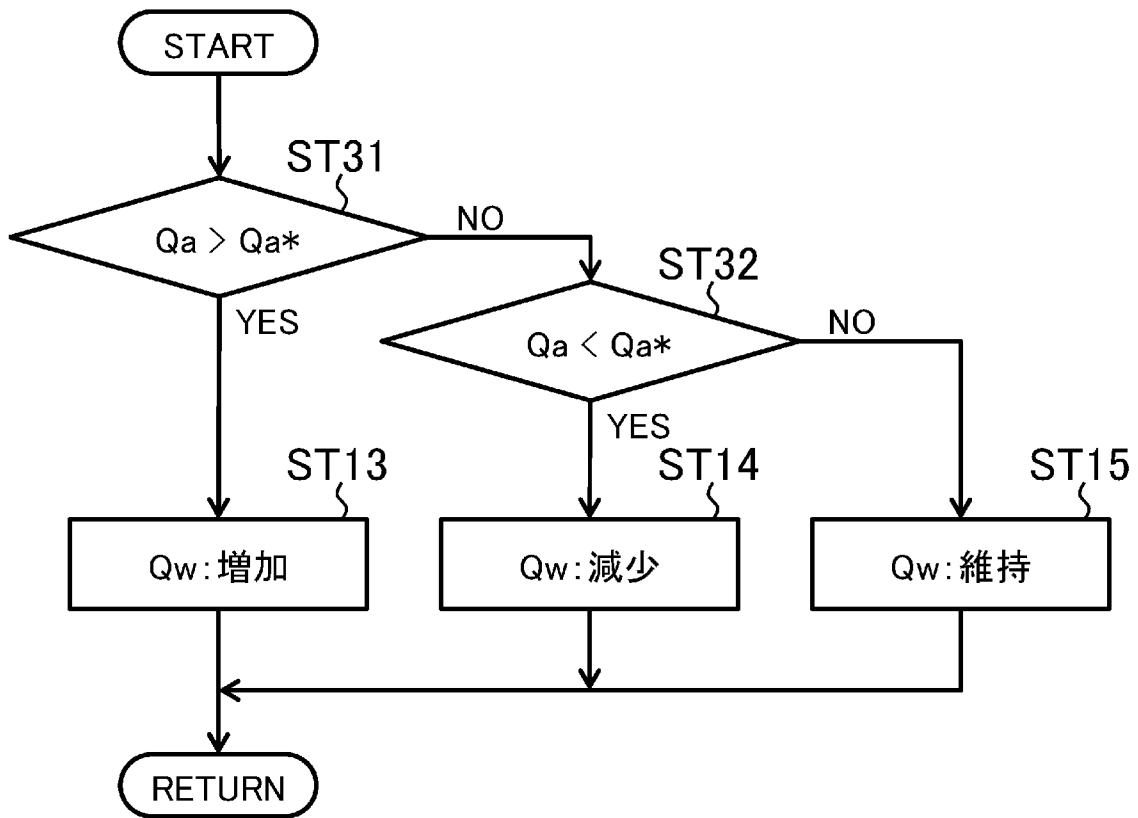 START
ST31
Qa > Qa*
NO
YES
ST32
Qa < Qa*
NO
YES
ST13
Qw:増加
ST14
Qw:減少
ST15
Qw:維持
RETURN